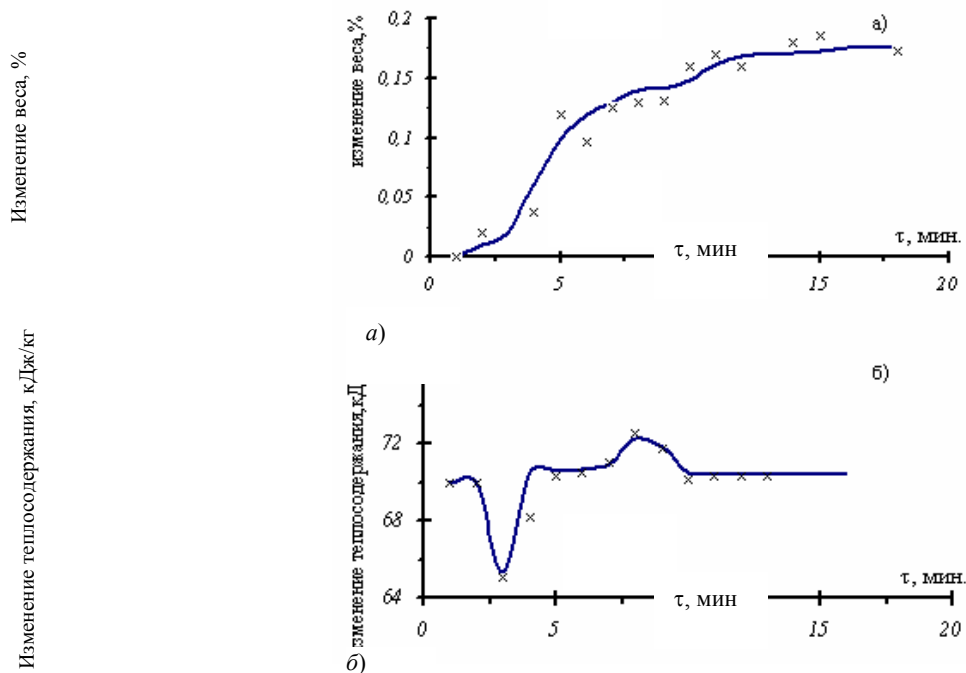 Изменение веса, %
изменение веса,%
0,2
0,15
0,1
0,05
0
а)
τ, мин
τ, мин.
0
5
15
20
а)
Изменение теплосодержания, кДж/кг
зменение теплосодержания,кД
72
68
64
б)
τ, мин
τ, мин.
0
5
15
20
б)